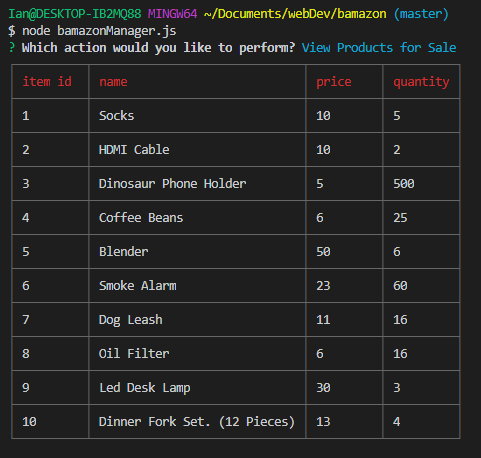 Ian@DESKTOP-IB2MQ88 MINGW64 ~/Documents/webDev/bamazon (master)
$ node bamazonManager.js
? Which action would you like to perform? View Products for Sale
item id name price quantity
1 Socks 10 5
2 HDMI Cable 10 2
3 Dinosaur Phone Holder 5 500
4 Coffee Beans 6 25
5 Blender 50 6
6 Smoke Alarm 23 60
7 Dog Leash 11 16
8 Oil Filter 6 16
9 Led Desk Lamp 30 3
10 Dinner Fork Set. (12 Pieces) 13 4